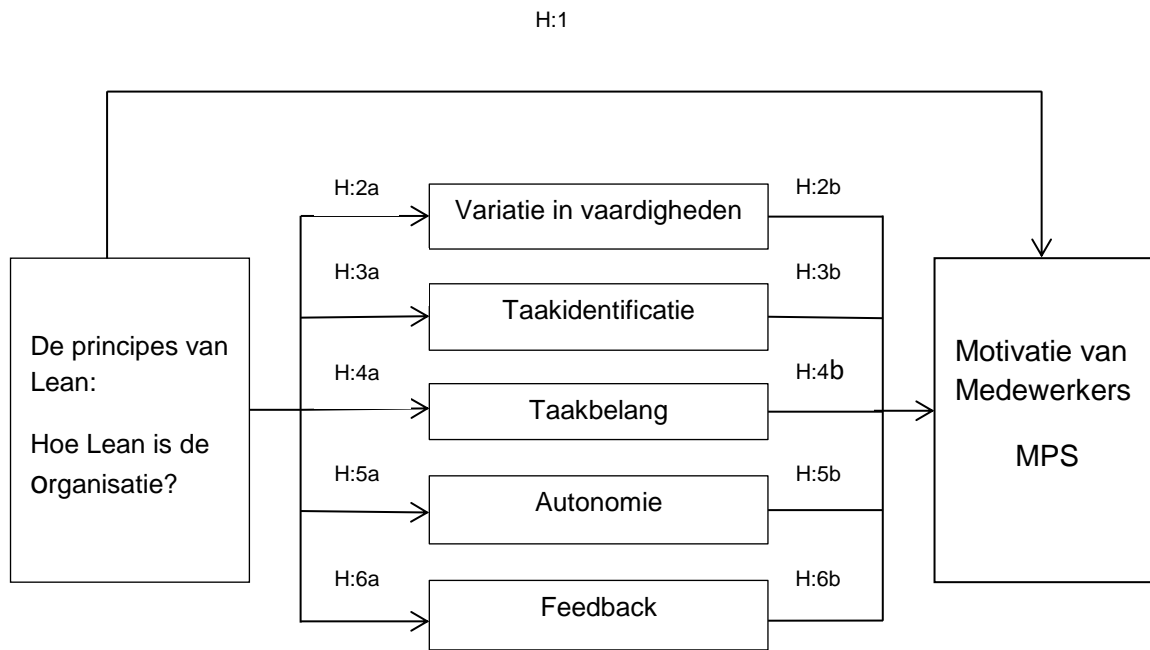 H:1
H:2a
Variatie in vaardigheden
H:2b
H:3a
Taakidentificatie
H:3b
De principes van
Lean:
Hoe Lean is de
organisatie?
H:4a
Taakbelang
H:4b
Motivatie van
Medewerkers
MPS
H:5a
Autonomie
H:5b
H:6a
Feedback
H:6b